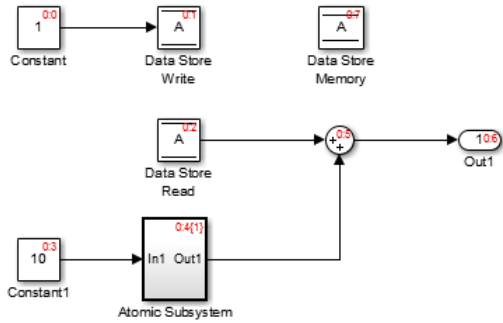 0:0
1
Constant
0:1
A
Data Store
Write
0:7
A
Data Store
Memory
0:2
A
Data Store
Read
0:5
+
+
1
0:6
Out1
0:3
10
Constant1
0:4{1}
In1 Out1
Atomic Subsystem